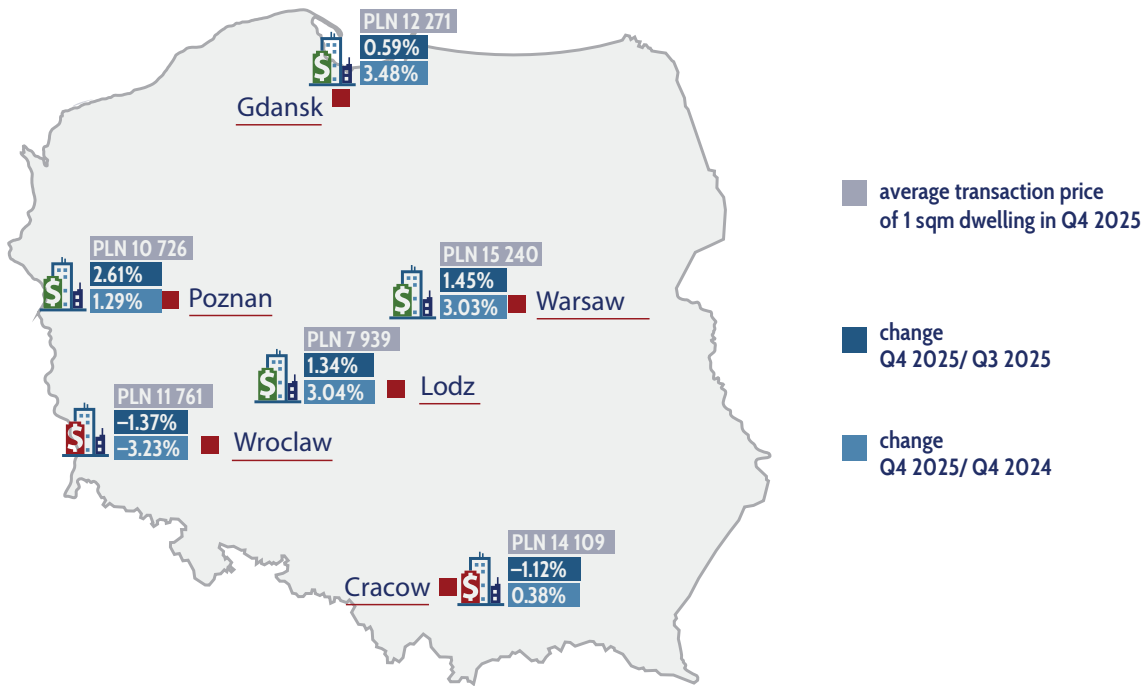 PLN 12 271
0.59%
3.48%
Gdansk
average transaction price
of 1 sqm dwelling in Q4 2025
PLN 10 726
2.61%
1.29%
Poznan
PLN 15 240
1.45%
3.03%
Warsaw
PLN 7 939
1.34%
3.04%
Lodz
change
Q4 2025/ Q3 2025
PLN 11 761
–1.37%
–3.23%
Wroclaw
change
Q4 2025/ Q4 2024
PLN 14 109
–1.12%
0.38%
Cracow